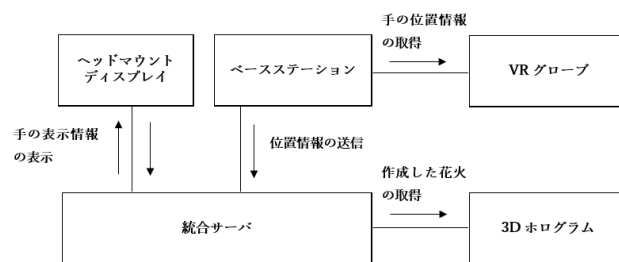 手の位置情報
の取得
ヘッドマウント
ディスプレイ
ベースステーション
VR グローブ
手の表示情報
の表示
位置情報の送信
作成した花火
の取得
統合サーバ
3D ホログラム